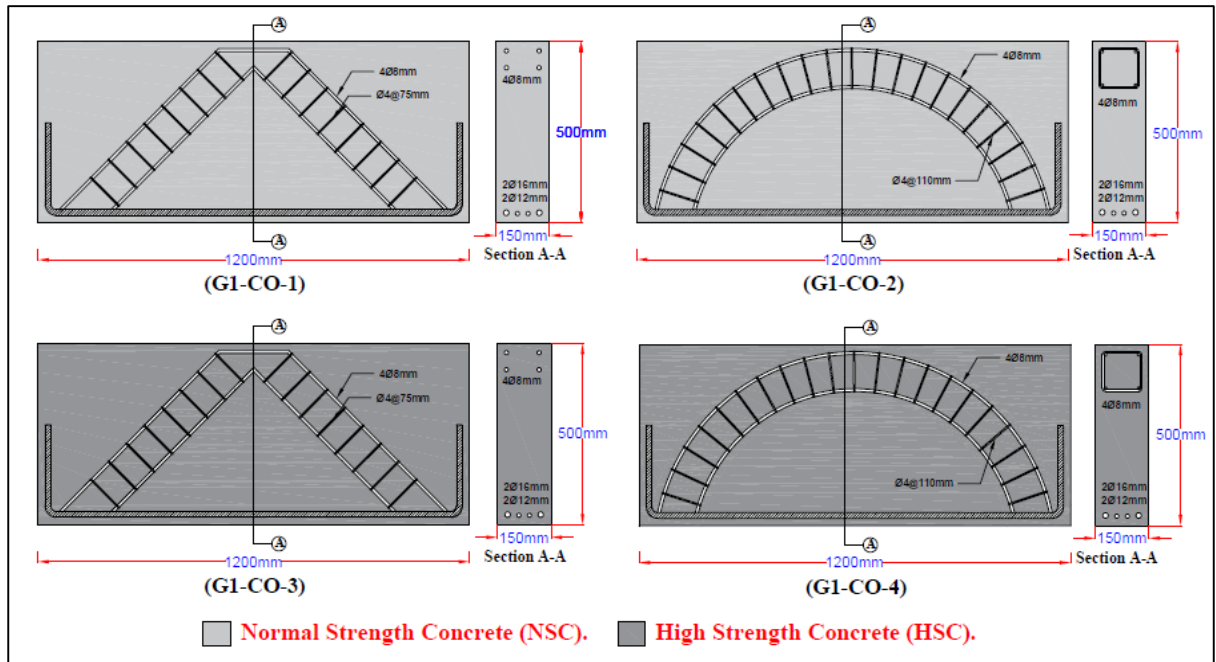 A
4Ø8mm
Ø4@75mm
A
1200mm
(G1-CO-1)
4Ø8mm
2Ø16mm
2Ø12mm
500mm
150mm
Section A-A
A
4Ø8mm
Ø4@110mm
A
1200mm
(G1-CO-2)
4Ø8mm
2Ø16mm
2Ø12mm
500mm
150mm
Section A-A
A
4Ø8mm
Ø4@75mm
A
1200mm
(G1-CO-3)
4Ø8mm
2Ø16mm
2Ø12mm
500mm
150mm
Section A-A
A
4Ø8mm
Ø4@110mm
A
1200mm
(G1-CO-4)
4Ø8mm
2Ø16mm
2Ø12mm
500mm
150mm
Section A-A
Normal Strength Concrete (NSC).
High Strength Concrete (HSC).